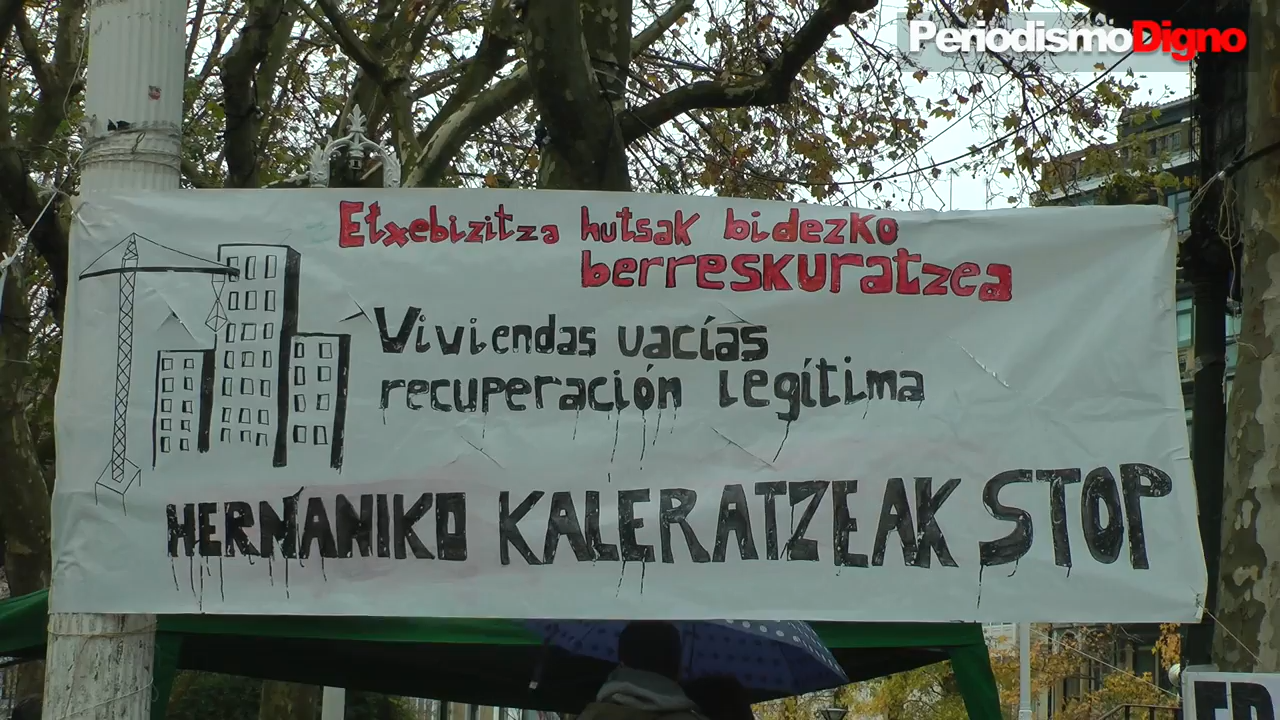 PeriodismoDigno
Etxebizitza hutsak bidezko
berreskuratzea
Viviendas vacías
recuperación legítima
HERNANIKO KALERATZEAK STOP